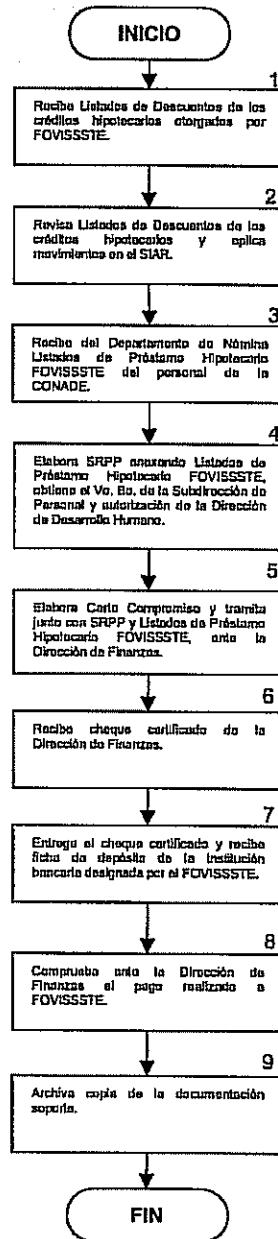 INICIO
1
Recibe Listados de Descuentos de los
créditos hipotecarios otorgados por
FOVISSSTE.
2
Revisa Listados de Descuentos de los
créditos hipotecarios y aplica
movimientos en el SIAR.
3
Recibe del Departamento de Nómina
Listados de Préstamo Hipotecario
FOVISSSTE del personal de la
CONADE.
4
Elabora SRPP anexando Listados de
Préstamo Hipotecario FOVISSSTE,
obtiene el Vo. Bo. de la Subdirección de
Personal y autorización de la Dirección
de Desarrollo Humano.
5
Elabora Carta Compromiso y tramita
junto con SRPP y Listados de Préstamo
Hipotecario FOVISSSTE, ante la
Dirección de Finanzas.
6
Recibe cheque certificado de la
Dirección de Finanzas.
7
Entrega el cheque certificado y recibe
ficha de depósito de la Institución
bancaria designada por el FOVISSSTE.
8
Comprueba ante la Dirección de
Finanzas el pago realizado a
FOVISSSTE.
9
Archiva copia de la documentación
soporte.
FIN